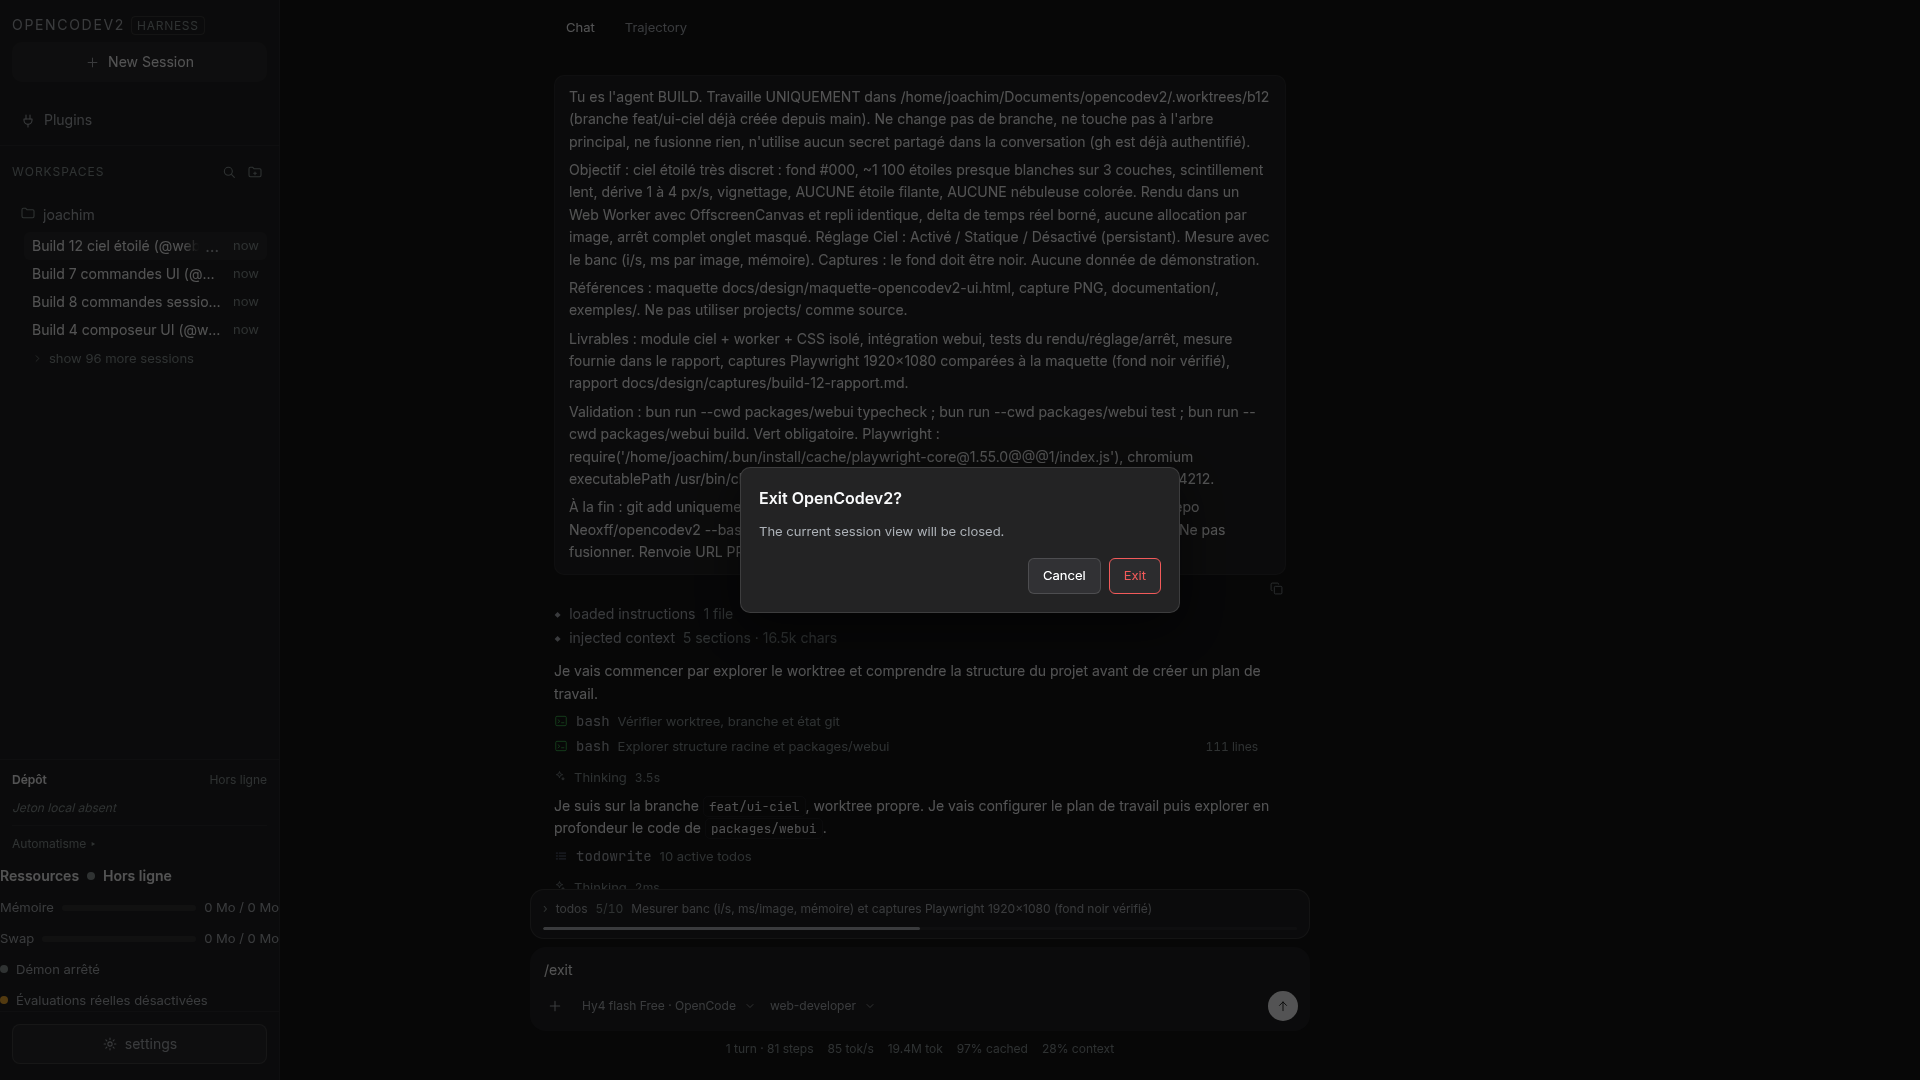 OPENCODEV2 HARNESS
New Session
Plugins
WORKSPACES
joachim
Build 12 ciel étoilé (@web ... now
Build 7 commandes UI (@... now
Build 8 commandes sessio... now
Build 4 composeur UI (@w... now
show 96 more sessions
Dépôt Hors ligne
Jeton local absent
Automatisme
Ressources Hors ligne
Mémoire 0 Mo / 0 Mo
Swap 0 Mo / 0 Mo
Démon arrêté
Évaluations réelles désactivées
settings
Chat Trajectory
Tu es l'agent BUILD. Travaille UNIQUEMENT dans /home/joachim/Documents/opencodev2/.worktrees/b12
(branche feat/ui-ciel déjà créée depuis main). Ne change pas de branche, ne touche pas à l'arbre
principal, ne fusionne rien, n'utilise aucun secret partagé dans la conversation (gh est déjà authentifié).
Objectif : ciel étoilé très discret : fond #000, ~1 100 étoiles presque blanches sur 3 couches, scintillement
lent, dérive 1 à 4 px/s, vignettage, AUCUNE étoile filante, AUCUNE nébuleuse colorée. Rendu dans un
Web Worker avec OffscreenCanvas et repli identique, delta de temps réel borné, aucune allocation par
image, arrêt complet onglet masqué. Réglage Ciel : Activé / Statique / Désactivé (persistant). Mesure avec
le banc (i/s, ms par image, mémoire). Captures : le fond doit être noir. Aucune donnée de démonstration.
Références : maquette docs/design/maquette-opencodev2-ui.html, capture PNG, documentation/,
exemples/. Ne pas utiliser projects/ comme source.
Livrables : module ciel + worker + CSS isolé, intégration webui, tests du rendu/réglage/arrêt, mesure
fournie dans le rapport, captures Playwright 1920×1080 comparées à la maquette (fond noir vérifié),
rapport docs/design/captures/build-12-rapport.md.
Validation : bun run --cwd packages/webui typecheck ; bun run --cwd packages/webui test ; bun run --
cwd packages/webui build. Vert obligatoire. Playwright :
require('/home/joachim/.bun/install/cache/playwright-core@1.55.0@@@1/index.js'), chromium
executablePath /usr/bin/c 4212.
À la fin : git add uniqueme epo
Neoxff/opencodev2 --bas Ne pas
fusionner. Renvoie URL PR
Exit OpenCodev2?
The current session view will be closed.
Cancel Exit
loaded instructions 1 file
injected context 5 sections · 16.5k chars
Je vais commencer par explorer le worktree et comprendre la structure du projet avant de créer un plan de
travail.
bash Vérifier worktree, branche et état git
bash Explorer structure racine et packages/webui 111 lines
Thinking 3.5s
Je suis sur la branche feat/ui-ciel , worktree propre. Je vais configurer le plan de travail puis explorer en
profondeur le code de packages/webui .
todowrite 10 active todos
Thinking 2ms
todos 5/10 Mesurer banc (i/s, ms/image, mémoire) et captures Playwright 1920×1080 (fond noir vérifié)
/exit
Hy4 flash Free · OpenCode web-developer
1 turn · 81 steps 85 tok/s 19.4M tok 97% cached 28% context